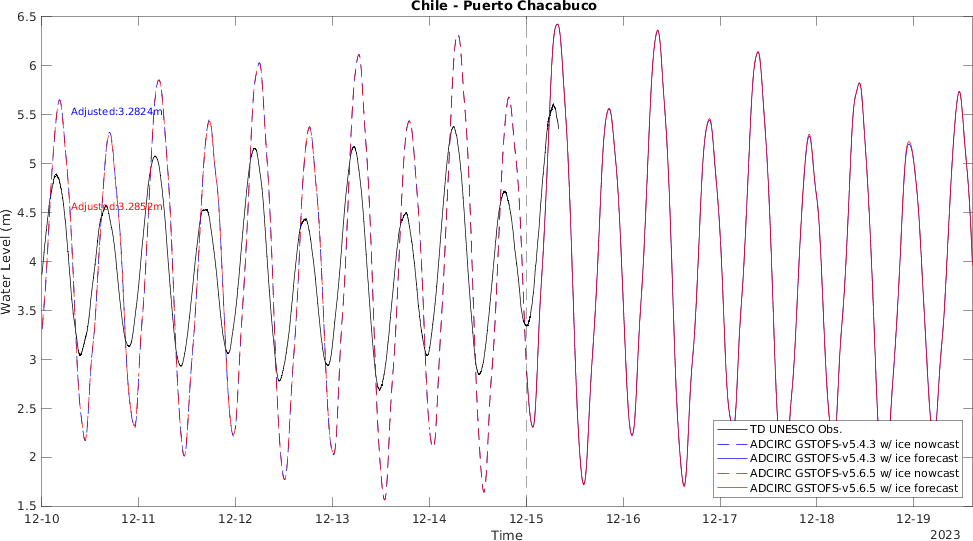 Chile - Puerto Chacabuco
Water Level (m)
6.5
6
5.5
5
4.5
4
3.5
3
2.5
2
1.5
Adjusted:3.2824m
Adjusted:3.2852m
TD UNESCO Obs.
ADCIRC GSTOFS-v5.4.3 w/ ice nowcast
ADCIRC GSTOFS-v5.4.3 w/ ice forecast
ADCIRC GSTOFS-v5.6.5 w/ ice nowcast
ADCIRC GSTOFS-v5.6.5 w/ ice forecast
12-10 12-11 12-12 12-13 12-14 12-15 12-16 12-17 12-18 12-19
Time
2023